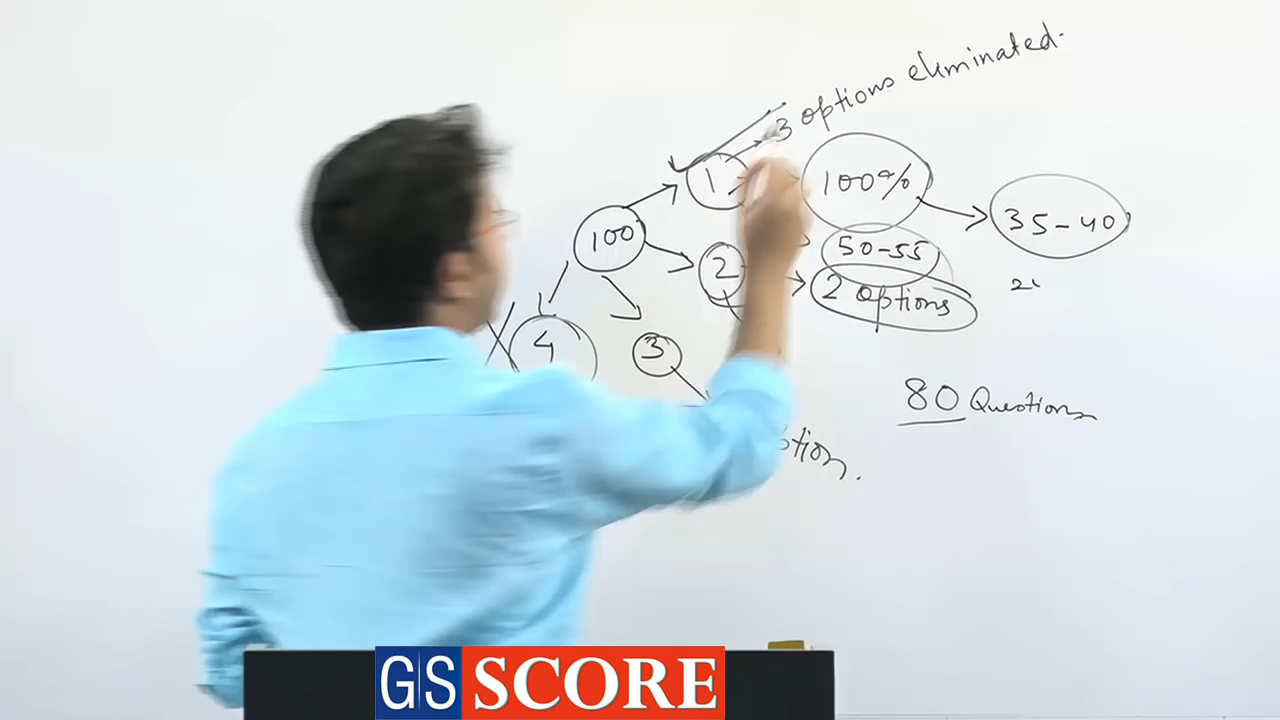 3 options eliminated.
1
100%
100
35-40
2
50-55
2 options
4
3
80 Questions
GS SCORE